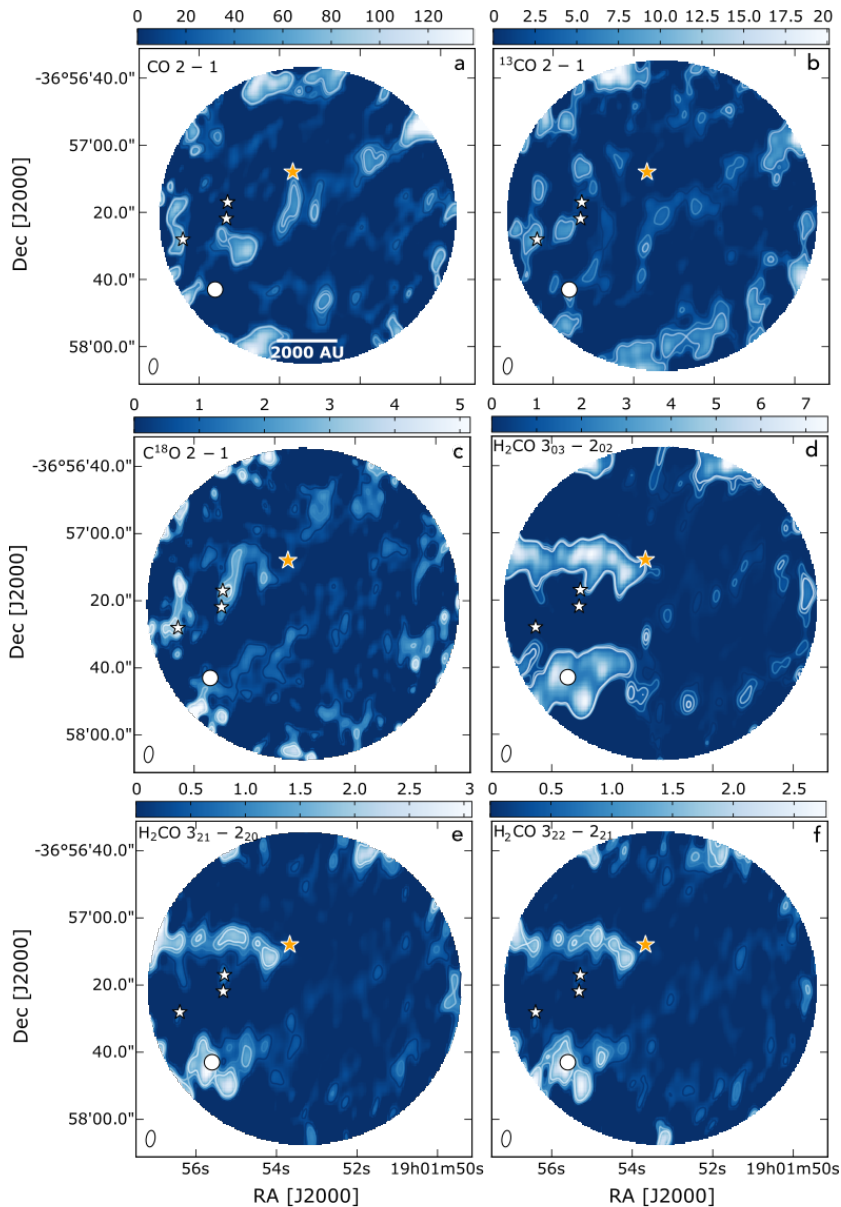 0 20 40 60 80 100 120
0 2.5 5.0 7.5 10.0 12.5 15.0 17.5 20
CO 2 − 1 a
¹³CO 2 − 1 b
-36°56'40.0"
57'00.0"
20.0"
40.0"
58'00.0"
Dec [J2000]
2000 AU
0 1 2 3 4 5
0 1 2 3 4 5 6 7
C¹⁸O 2 − 1 c
H₂CO 3₀₃ − 2₀₂ d
-36°56'40.0"
57'00.0"
20.0"
40.0"
58'00.0"
Dec [J2000]
0.5 1.0 1.5 2.0 2.5 3
0.0 0.5 1.0 1.5 2.0 2.5
H₂CO 3₂₁ − 2₂₀ e
H₂CO 3₂₂ − 2₂₁ f
-36°56'40.0"
57'00.0"
20.0"
40.0"
58'00.0"
Dec [J2000]
56s 54s 52s 19h01m50s
56s 54s 52s 19h01m50s
RA [J2000]
RA [J2000]